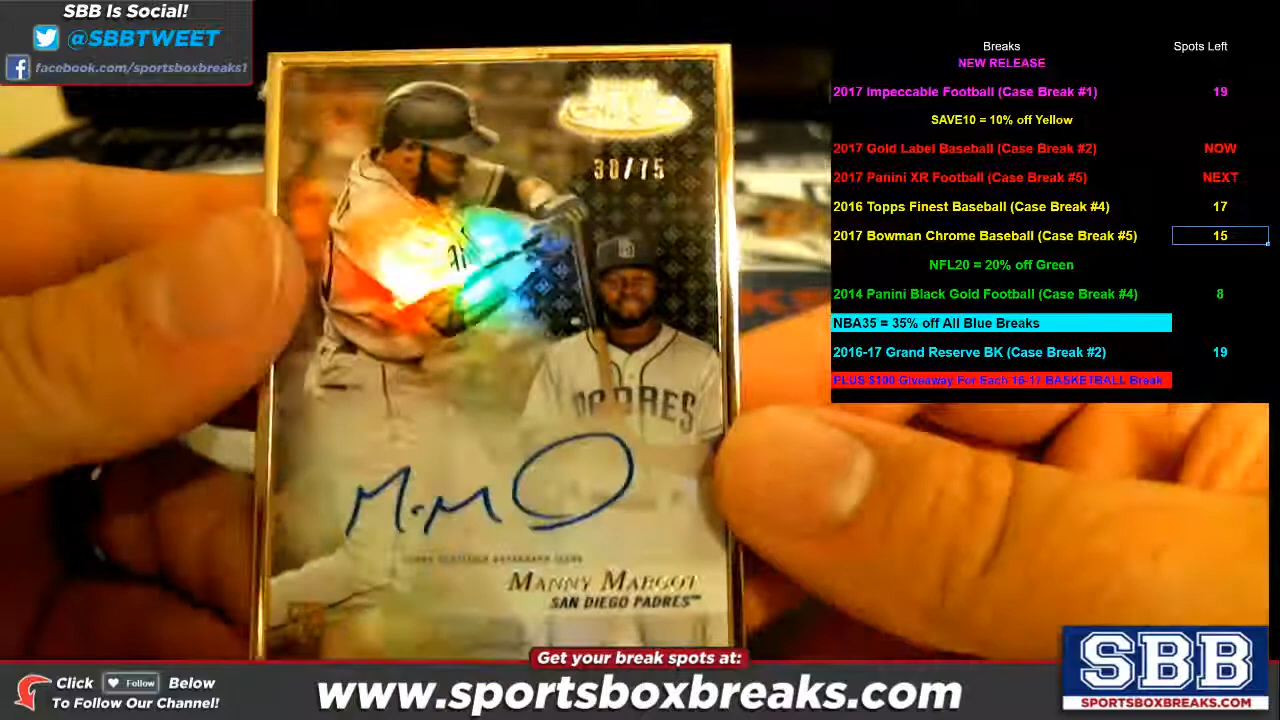 SBB Is Social!
@SBBTWEET
facebook.com/sportsboxbreaks1
30/75
PADRES
M.M
MANNY MARGOT
SAN DIEGO PADRES™
Breaks Spots Left
NEW RELEASE
2017 Impeccable Football (Case Break #1) 19
SAVE10 = 10% off Yellow
2017 Gold Label Baseball (Case Break #2) NOW
2017 Panini XR Football (Case Break #5) NEXT
2016 Topps Finest Baseball (Case Break #4) 17
2017 Bowman Chrome Baseball (Case Break #5) 15
NFL20 = 20% off Green
2014 Panini Black Gold Football (Case Break #4) 8
NBA35 = 35% off All Blue Breaks
2016-17 Grand Reserve BK (Case Break #2) 19
PLUS $100 Giveaway For Each 16-17 BASKETBALL Break
Get your break spots at:
Click Follow Below
To Follow Our Channel!
www.sportsboxbreaks.com
SBB
SPORTSBOXBREAKS.COM